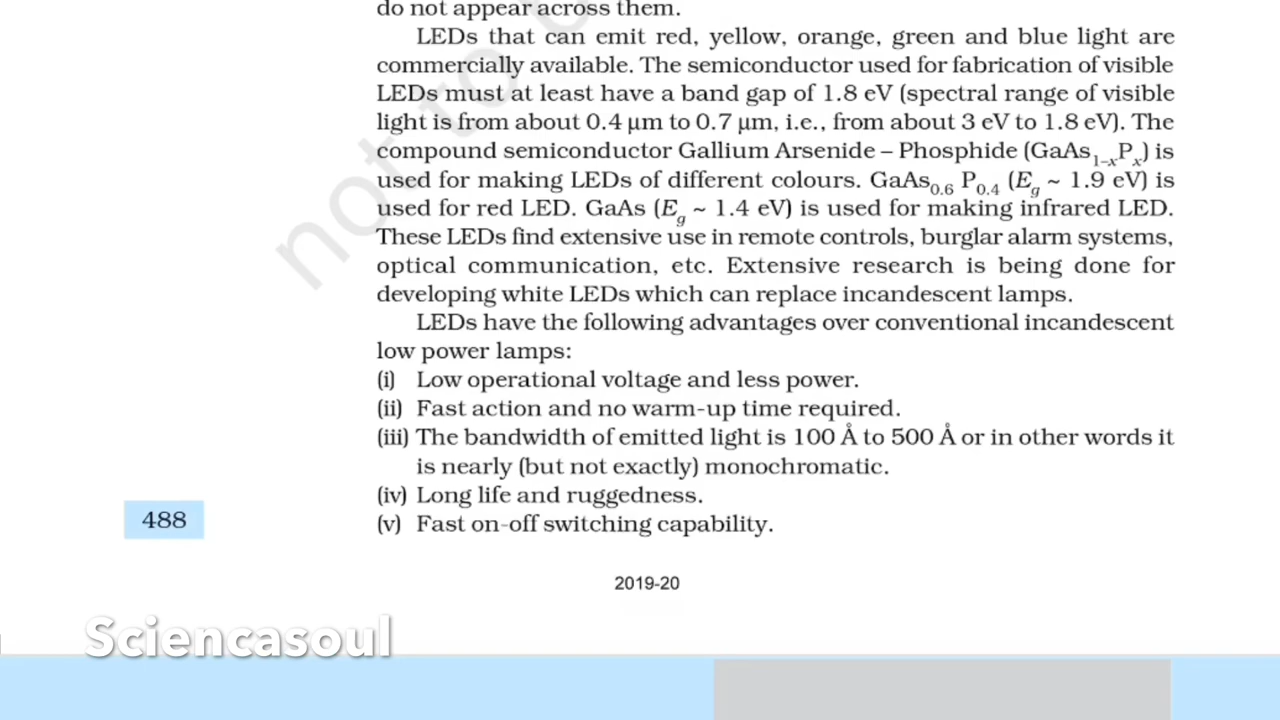 do not appear across them.
LEDs that can emit red, yellow, orange, green and blue light are
commercially available. The semiconductor used for fabrication of visible
LEDs must at least have a band gap of 1.8 eV (spectral range of visible
light is from about 0.4 μm to 0.7 μm, i.e., from about 3 eV to 1.8 eV). The
compound semiconductor Gallium Arsenide – Phosphide (GaAs₁₋ₓPₓ) is
used for making LEDs of different colours. GaAs₀.₆ P₀.₄ (E_g ~ 1.9 eV) is
used for red LED. GaAs (E_g ~ 1.4 eV) is used for making infrared LED.
These LEDs find extensive use in remote controls, burglar alarm systems,
optical communication, etc. Extensive research is being done for
developing white LEDs which can replace incandescent lamps.
LEDs have the following advantages over conventional incandescent
low power lamps:
(i) Low operational voltage and less power.
(ii) Fast action and no warm-up time required.
(iii) The bandwidth of emitted light is 100 Å to 500 Å or in other words it
is nearly (but not exactly) monochromatic.
(iv) Long life and ruggedness.
(v) Fast on-off switching capability.
488
2019-20
not to
Sciencasoul